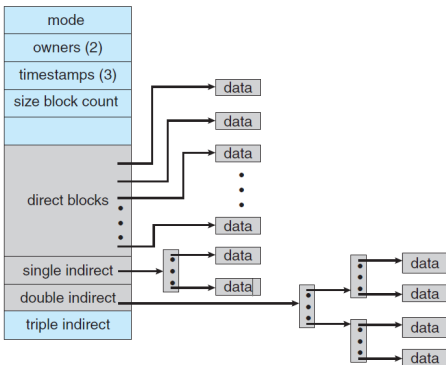 mode
owners (2)
timestamps (3)
size block count
direct blocks
single indirect
double indirect
triple indirect
data
data
data
data
data
data
data
data
data
data